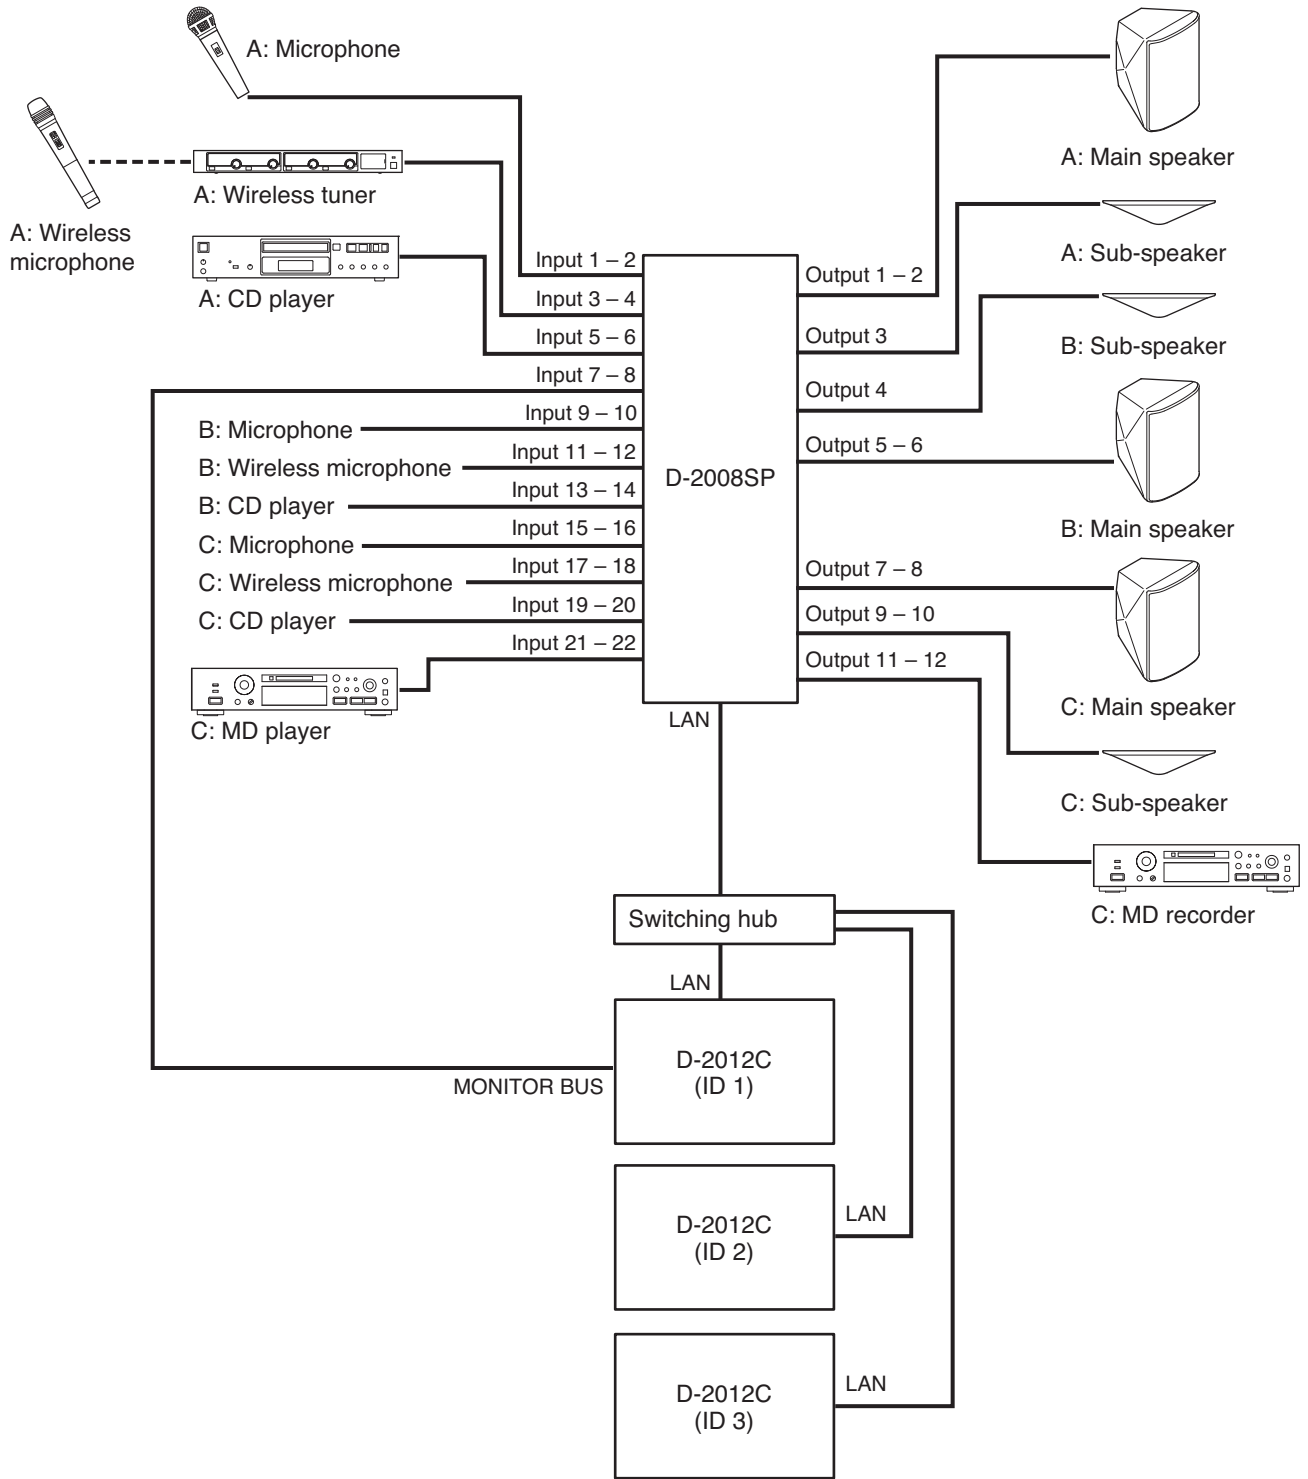 A: Microphone
A: Wireless tuner
A: Wireless
microphone
A: CD player
Input 1 – 2
Input 3 – 4
Input 5 – 6
Input 7 – 8
Input 9 – 10
B: Microphone
Input 11 – 12
B: Wireless microphone
Input 13 – 14
B: CD player
Input 15 – 16
C: Microphone
Input 17 – 18
C: Wireless microphone
Input 19 – 20
C: CD player
Input 21 – 22
C: MD player
D-2008SP
LAN
Output 1 – 2
Output 3
Output 4
Output 5 – 6
Output 7 – 8
Output 9 – 10
Output 11 – 12
A: Main speaker
A: Sub-speaker
B: Sub-speaker
B: Main speaker
C: Main speaker
C: Sub-speaker
C: MD recorder
Switching hub
LAN
D-2012C
(ID 1)
MONITOR BUS
D-2012C
(ID 2)
LAN
D-2012C
(ID 3)
LAN